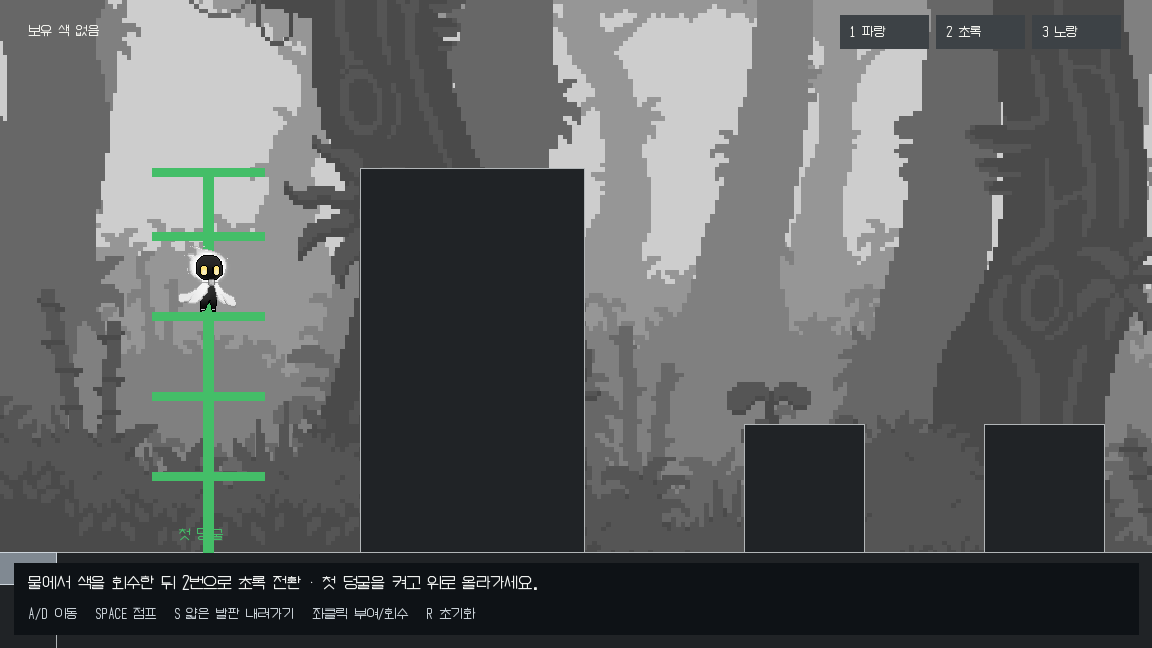 보유 색 없음
1 파랑
2 초록
3 노랑
첫 덩굴
물에서 색을 회수한 뒤 2번으로 초록 전환 · 첫 덩굴을 켜고 위로 올라가세요.
A/D 이동 SPACE 점프 S 얇은 발판 내려가기 좌클릭 부여/회수 R 초기화